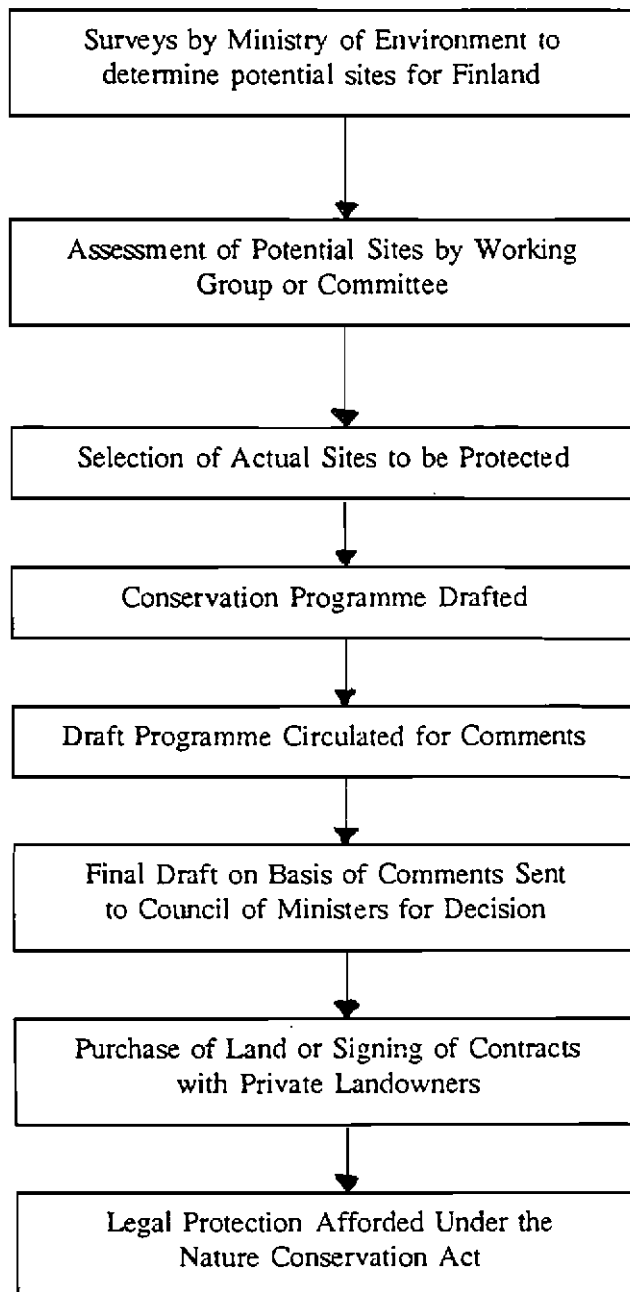 Surveys by Ministry of Environment to
determine potential sites for Finland
Assessment of Potential Sites by Working
Group or Committee
Selection of Actual Sites to be Protected
Conservation Programme Drafted
Draft Programme Circulated for Comments
Final Draft on Basis of Comments Sent
to Council of Ministers for Decision
Purchase of Land or Signing of Contracts
with Private Landowners
Legal Protection Afforded Under the
Nature Conservation Act